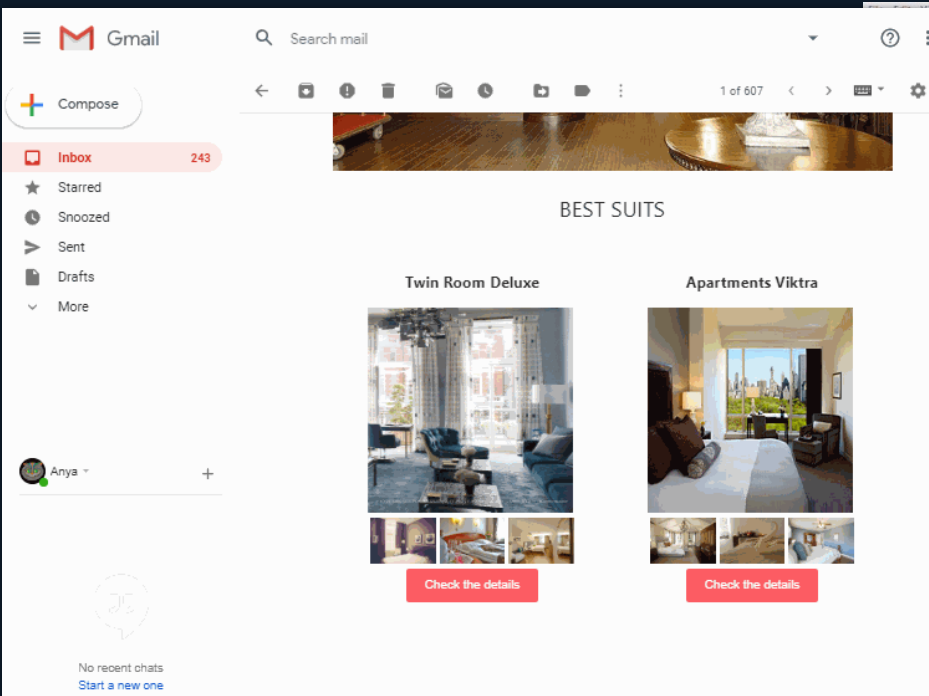 Gmail
Search mail
Compose
1 of 607
Inbox 243
Starred
Snoozed
Sent
Drafts
More
Anya
No recent chats
Start a new one
BEST SUITS
Twin Room Deluxe
Apartments Viktra
Check the details
Check the details